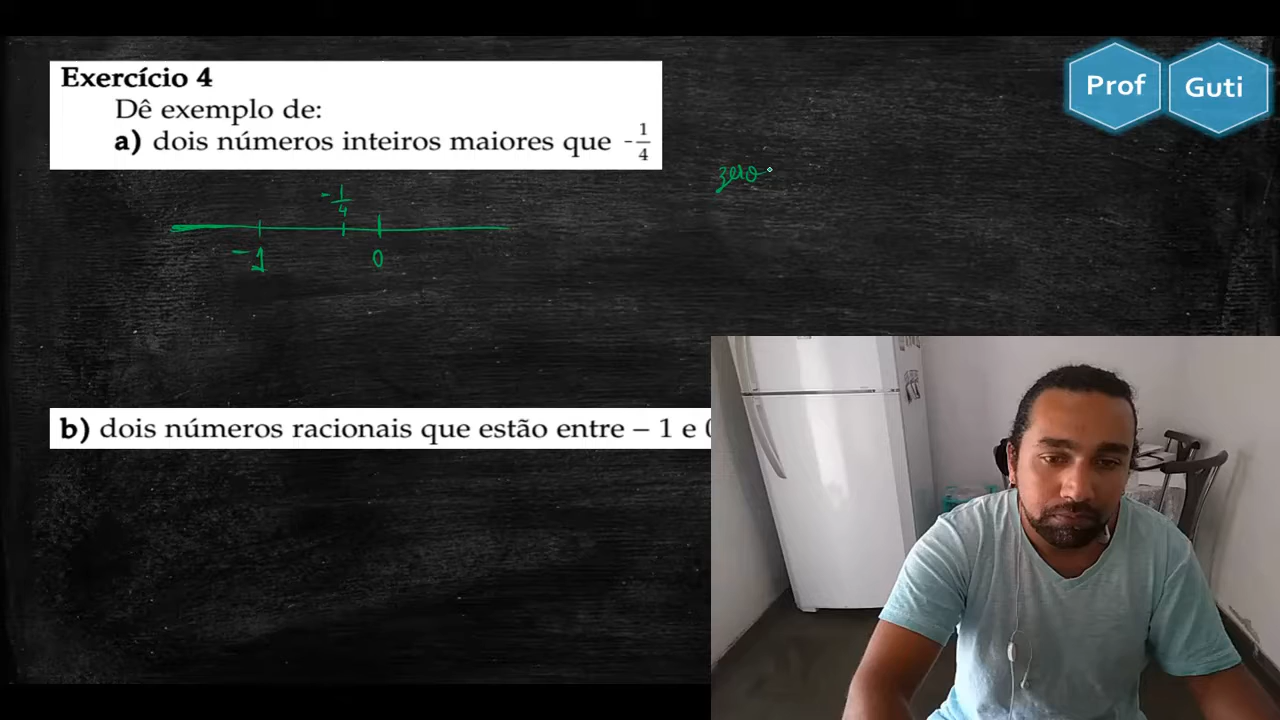 Exercício 4
Dê exemplo de:
a) dois números inteiros maiores que -1/4
Prof Guti
zero
-1/4
-1 0
b) dois números racionais que estão entre – 1 e